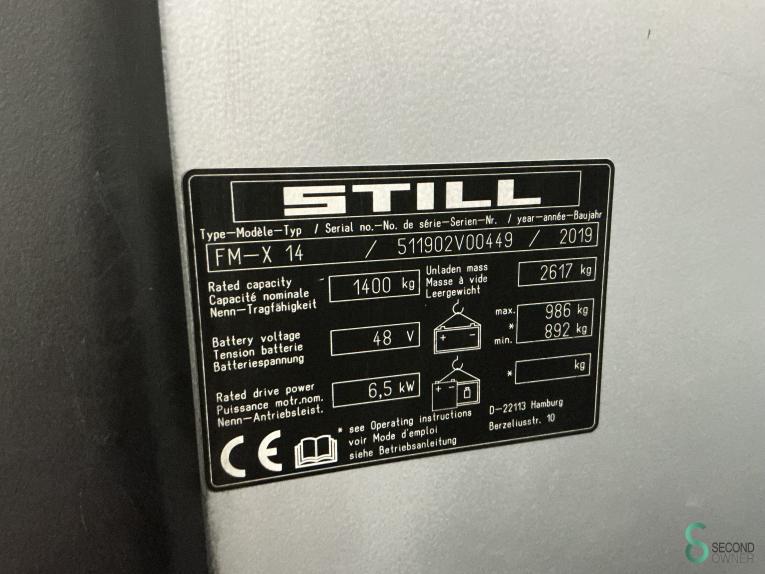 STILL
Type-Modèle-Typ / Serial no.-No. de série-Serien-Nr. / year-année-Baujahr
FM-X 14 / 511902V00449 / 2019
Rated capacity
Capacité nominale
Nenn-Tragfähigkeit
1400 kg
Unladen mass
Masse à vide
Leergewicht
2617 kg
Battery voltage
Tension batterie
Batteriespannung
48 V
+ -
max. 986 kg
*
min. 892 kg
Rated drive power
Puissance motr.nom.
Nenn-Antriebsleist.
6,5 kW
+ -
* kg
CE
* see Operating instructions
voir Mode d'emploi
siehe Betriebsanleitung
D-22113 Hamburg
Berzeliusstr. 10
SECOND
OWNER